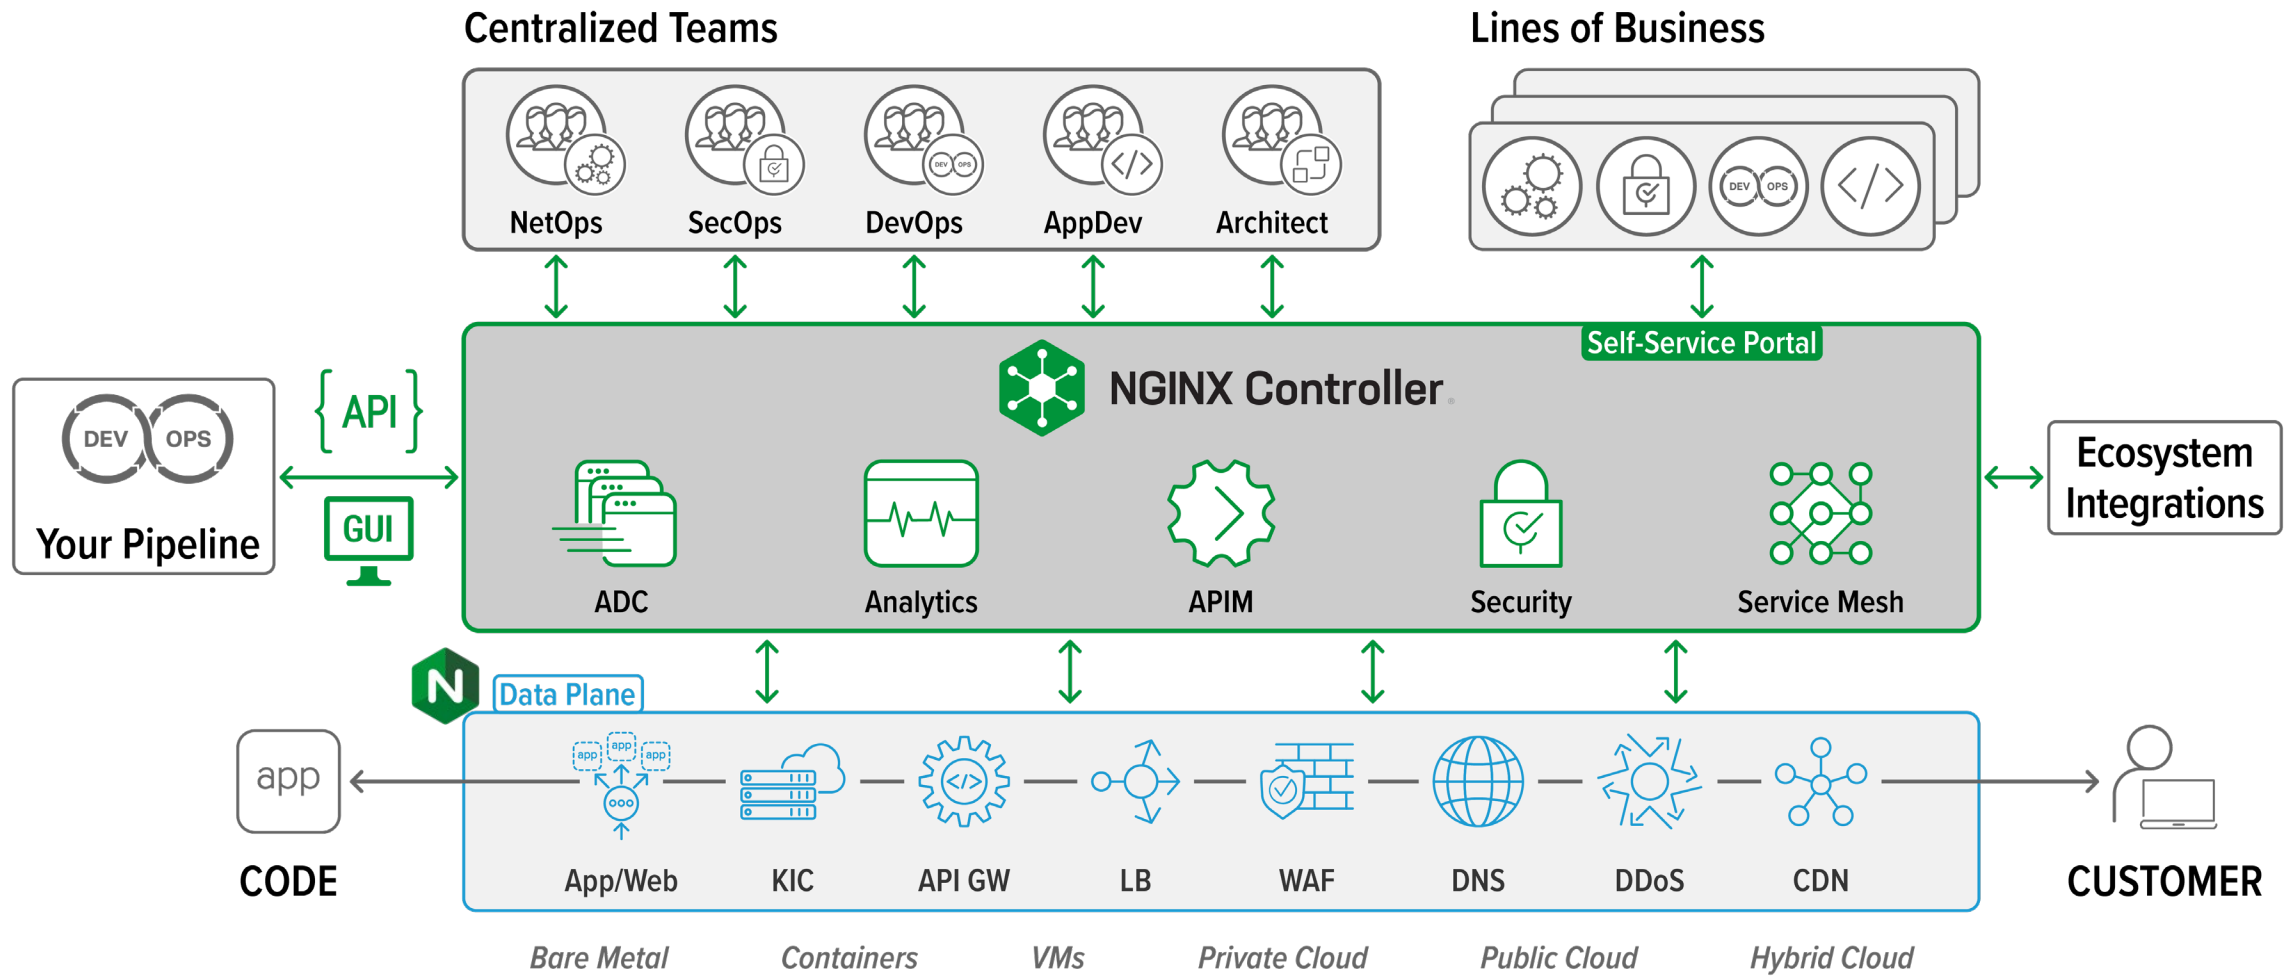 Centralized Teams
Lines of Business
DEV OPS
NetOps
SecOps
DevOps
AppDev
Architect
DEV OPS
Self-Service Portal
NGINX Controller®
{API}
DEV OPS
Your Pipeline
GUI
Ecosystem
Integrations
ADC
Analytics
APIM
Security
Service Mesh
N
Data Plane
app
app
app
app
App/Web
KIC
API GW
LB
WAF
DNS
DDoS
CDN
CODE
CUSTOMER
Bare Metal
Containers
VMs
Private Cloud
Public Cloud
Hybrid Cloud